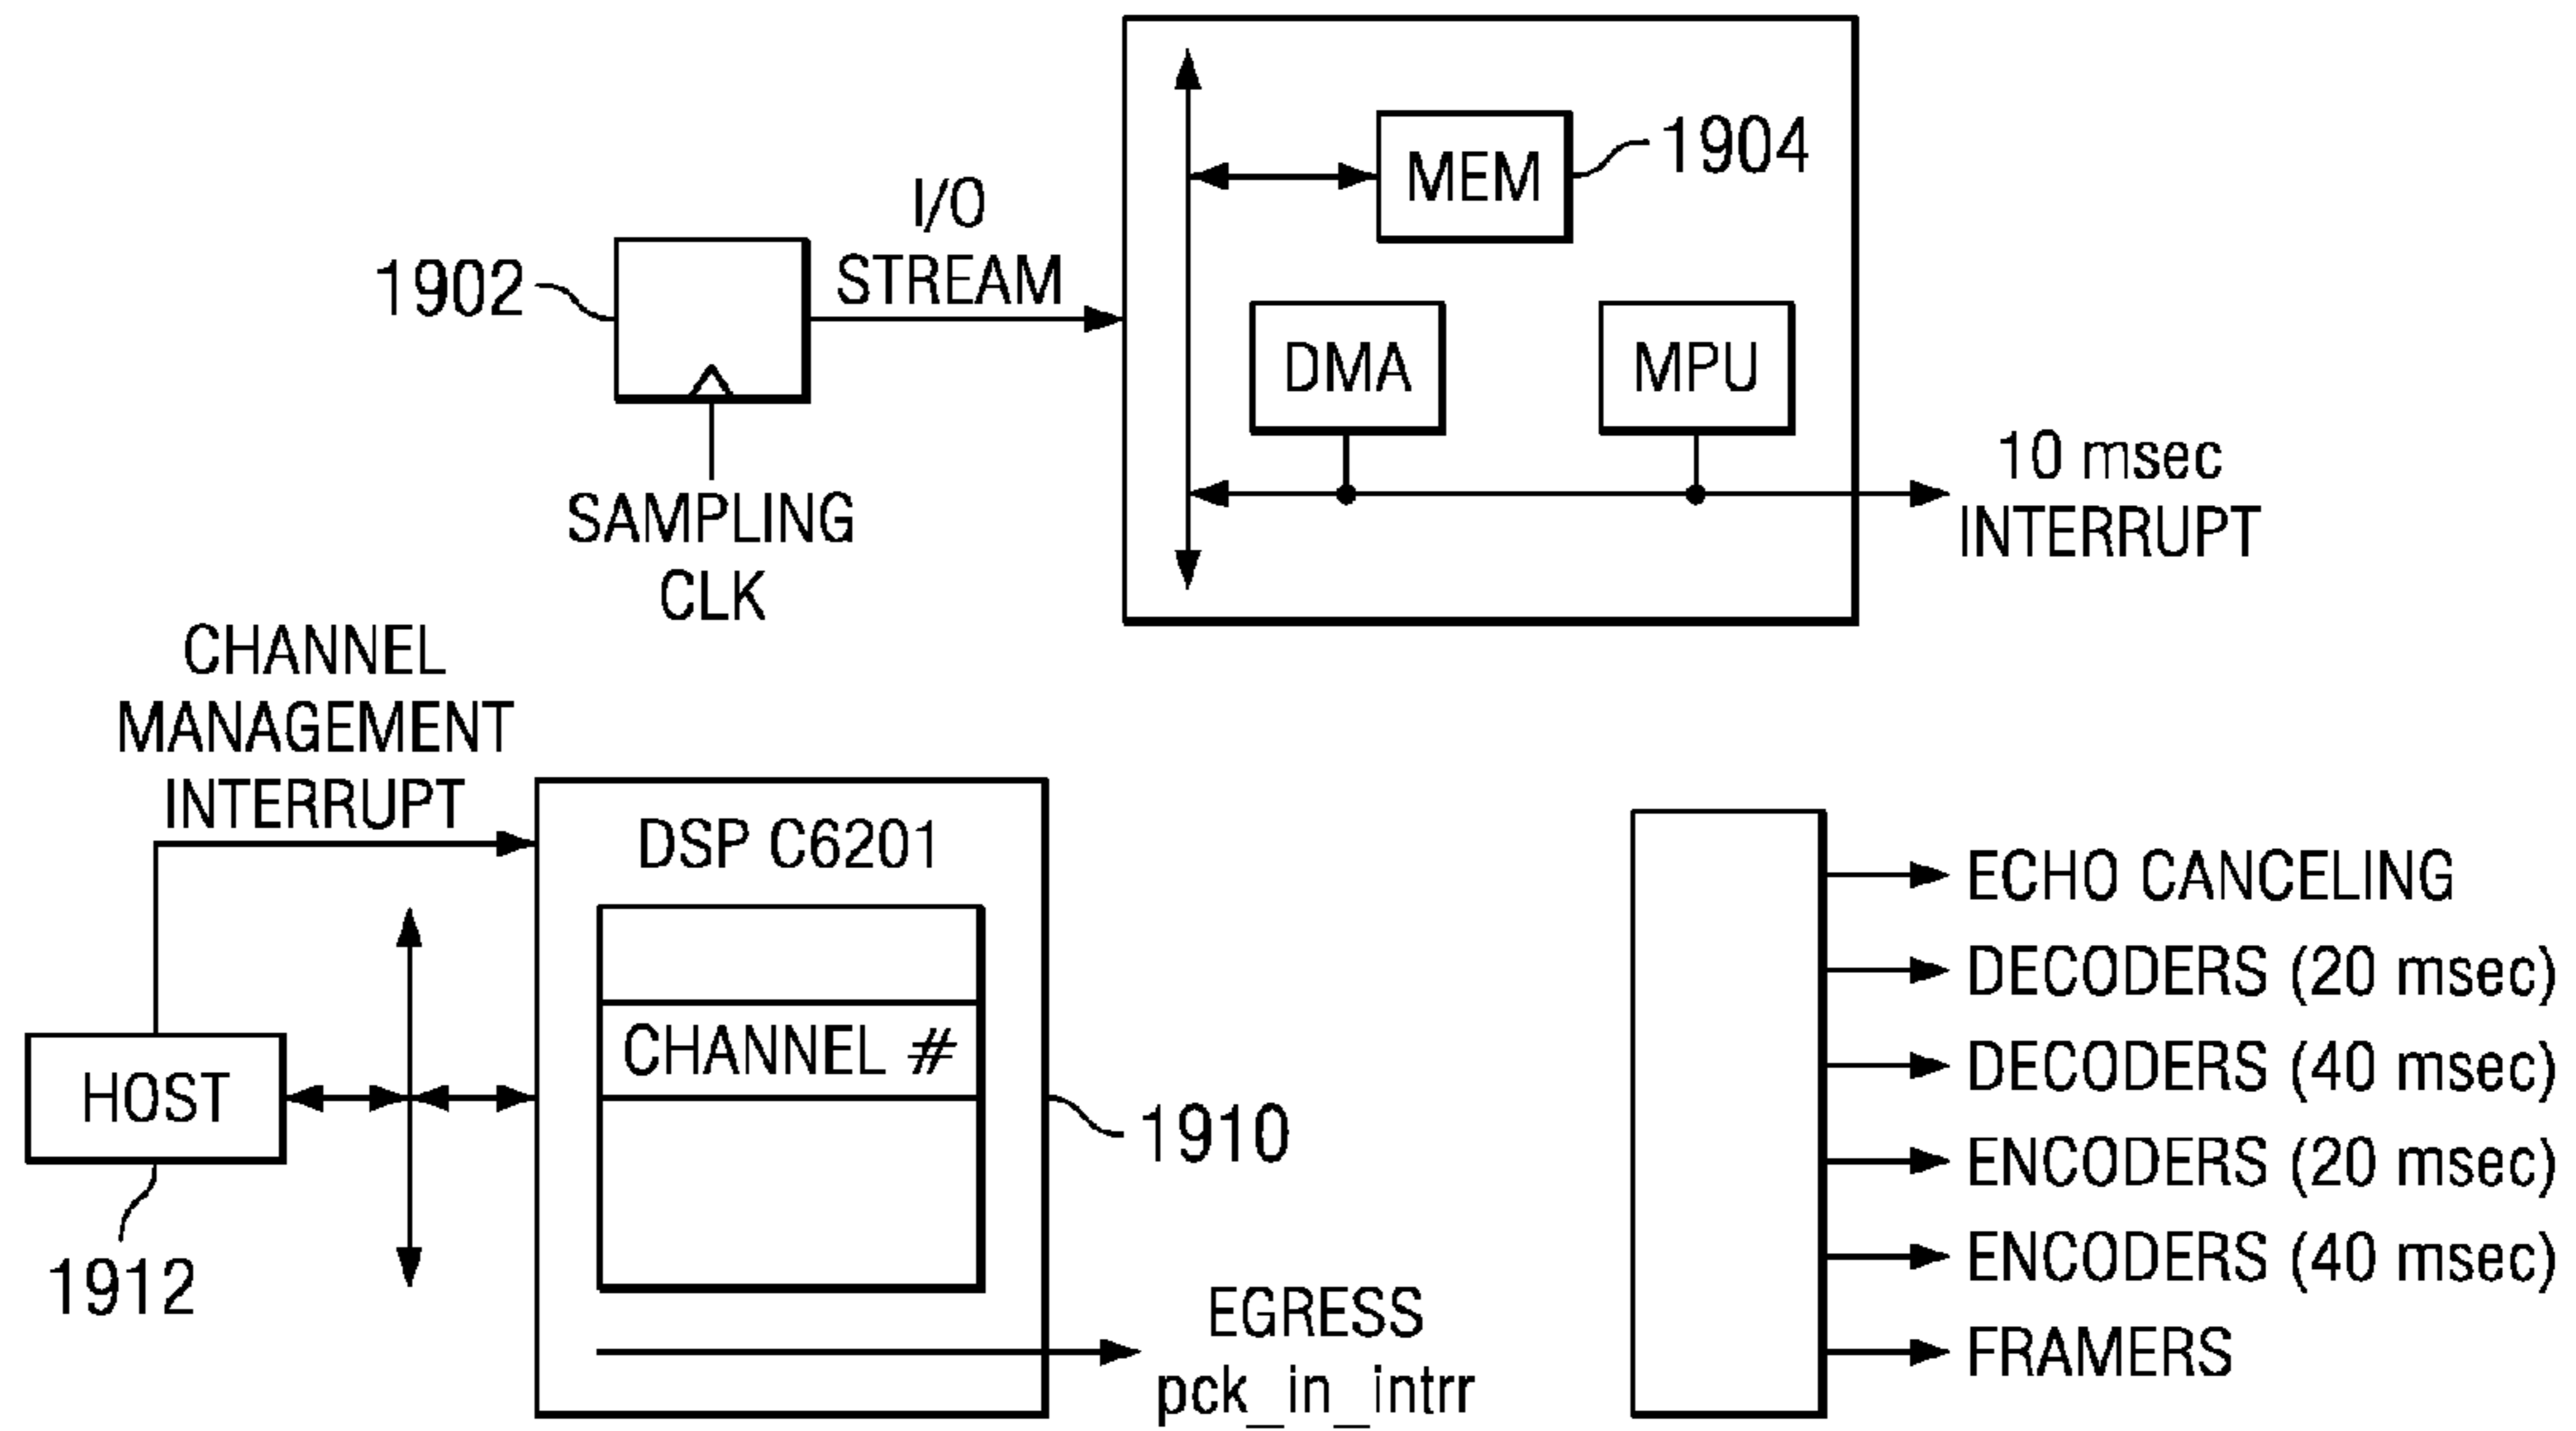 1902
I/O
STREAM
SAMPLING
CLK
MEM
1904
DMA
MPU
10 msec
INTERRUPT
CHANNEL
MANAGEMENT
INTERRUPT
DSP C6201
CHANNEL #
HOST
1912
1910
EGRESS
pck_in_intrr
ECHO CANCELING
DECODERS (20 msec)
DECODERS (40 msec)
ENCODERS (20 msec)
ENCODERS (40 msec)
FRAMERS